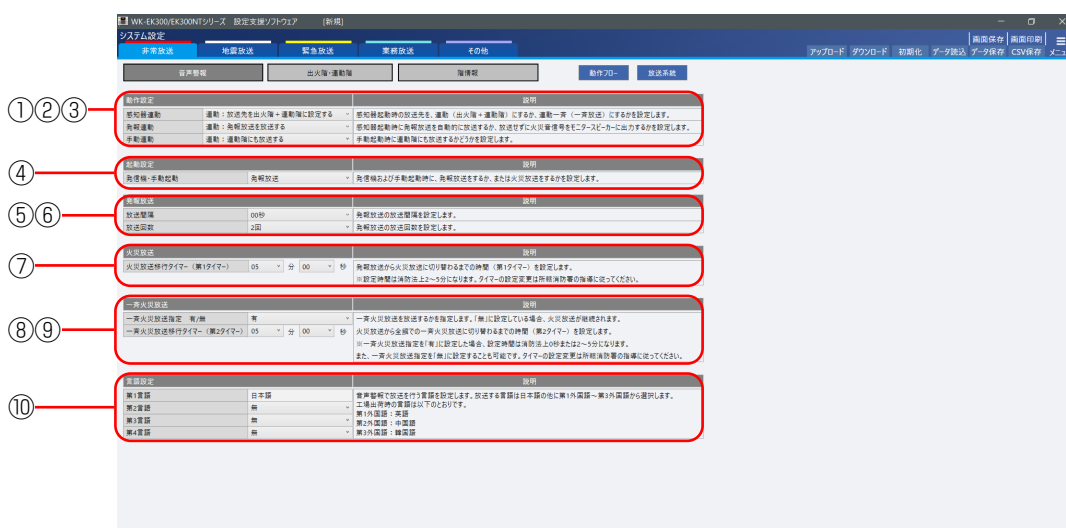 WK-EK300/EK300NTシリーズ 設定支援ソフトウェア [新規]
システム設定
画面保存 画面印刷
非常放送 地震放送 緊急放送 業務放送 その他
アップロード ダウンロード 初期化 データ読込 データ保存 CSV保存 メニュー
音声警報 出火階・連動階 階情報 動作フロー 放送系統
①②③
動作設定 説明
感知器連動 連動:放送先を出火階+連動階に設定する 感知器起動時の放送先を、連動(出火階+連動階)にするか、連動一斉(一斉放送)にするかを設定します。
発報連動 連動:発報放送を放送する 感知器起動時に発報放送を自動的に放送するか、放送せずに火災音信号をモニタースピーカーに出力するかを設定します。
手動連動 連動:連動階にも放送する 手動起動時に連動階にも放送するかどうかを設定します。
④
起動設定 説明
発信機・手動起動 発報放送 発信機および手動起動時に、発報放送をするか、または火災放送をするかを設定します。
⑤⑥
発報放送 説明
放送間隔 00秒 発報放送の放送間隔を設定します。
放送回数 2回 発報放送の放送回数を設定します。
⑦
火災放送 説明
火災放送移行タイマー(第1タイマー) 05 分 00 秒 発報放送から火災放送に切り替わるまでの時間(第1タイマー)を設定します。
※設定時間は消防法上2~5分になります。タイマーの設定変更は所轄消防署の指導に従ってください。
⑧⑨
一斉火災放送 説明
一斉火災放送指定 有/無 有 一斉火災放送を放送するかを指定します。「無」に設定している場合、火災放送が継続されます。
一斉火災放送移行タイマー(第2タイマー) 05 分 00 秒 火災放送から全館での一斉火災放送に切り替わるまでの時間(第2タイマー)を設定します。
※一斉火災放送指定を「有」に設定した場合、設定時間は消防法上の0秒または2~5分になります。
また、一斉火災放送指定を「無」に設定することも可能です。タイマーの設定変更は所轄消防署の指導に従ってください。
⑩
言語設定 説明
第1言語 日本語 音声警報で放送を行う言語を設定します。放送する言語は日本語の他に第1外国語~第3外国語から選択します。
第2言語 無 工場出荷時の言語は以下のとおりです。
第1外国語:英語
第3言語 無 第2外国語:中国語
第4言語 無 第3外国語:韓国語